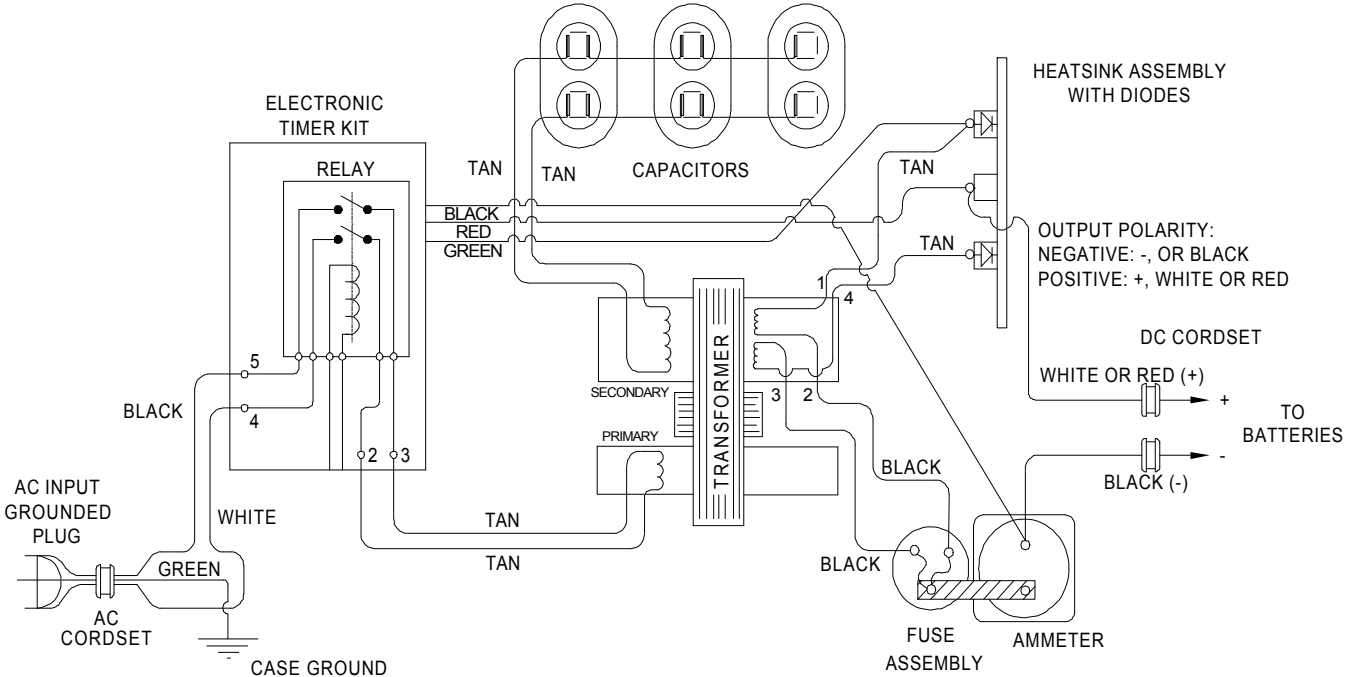 ELECTRONIC
TIMER KIT
RELAY
TAN
TAN
CAPACITORS
HEATSINK ASSEMBLY
WITH DIODES
TAN
BLACK
RED
GREEN
TAN
OUTPUT POLARITY:
NEGATIVE: -, OR BLACK
POSITIVE: +, WHITE OR RED
1
4
5
4
2
3
BLACK
SECONDARY
PRIMARY
TRANSFORMER
3
2
DC CORDSET
WHITE OR RED (+)
+
TO
BATTERIES
-
BLACK (-)
BLACK
BLACK
AC INPUT
GROUNDED
PLUG
WHITE
TAN
TAN
GREEN
AC
CORDSET
CASE GROUND
FUSE
ASSEMBLY
AMMETER